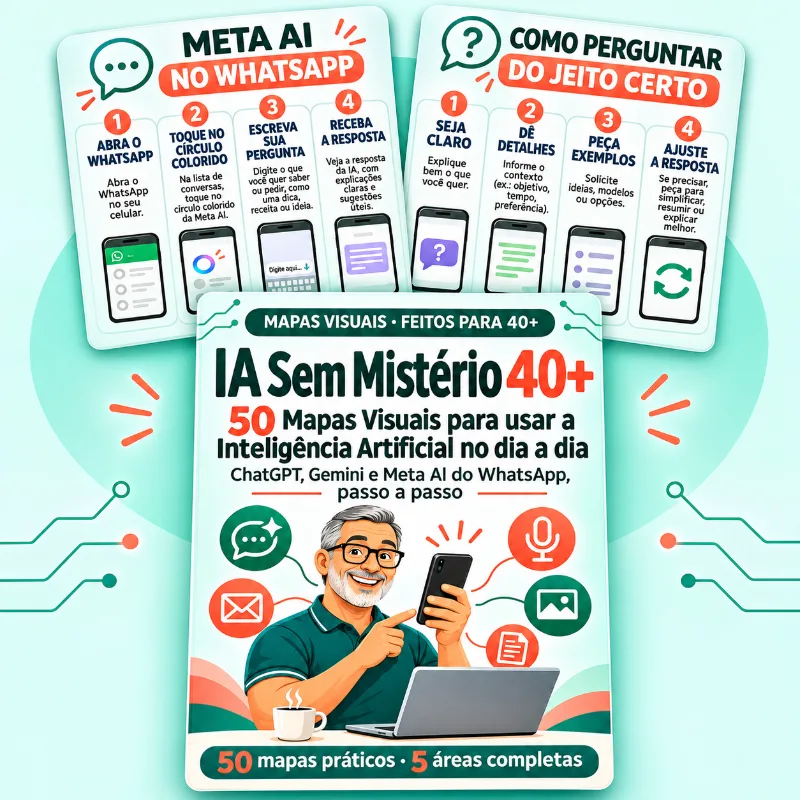 META AI
NO WHATSAPP
1
ABRA O
WHATSAPP
Abra o
WhatsApp
no seu
celular.
2
TOQUE NO
CÍRCULO
COLORIDO
Na lista de
conversas,
toque no
círculo colorido
da Meta AI.
3
ESCREVA
SUA
PERGUNTA
Digite o que
você quer saber
ou pedir, como
uma dica,
receita ou ideia.
Digite aqui...
4
RECEBA
A RESPOSTA
Veja a resposta
da IA, com
explicações
claras e
sugestões
úteis.
?
COMO PERGUNTAR
DO JEITO CERTO
1
SEJA
CLARO
Explique
bem o que
você quer.
?
2
DÊ
DETALHES
Informe o
contexto
(ex.: objetivo,
tempo,
preferência).
3
PEÇA
EXEMPLOS
Solicite
ideias, modelos
ou opções.
4
AJUSTE
A RESPOSTA
Se precisar,
peça para
simplificar,
resumir ou
explicar
melhor.
MAPAS VISUAIS • FEITOS PARA 40+
IA Sem Mistério 40+
50 Mapas Visuais para usar a
Inteligência Artificial no dia a dia
ChatGPT, Gemini e Meta AI do WhatsApp,
passo a passo
50 mapas práticos • 5 áreas completas